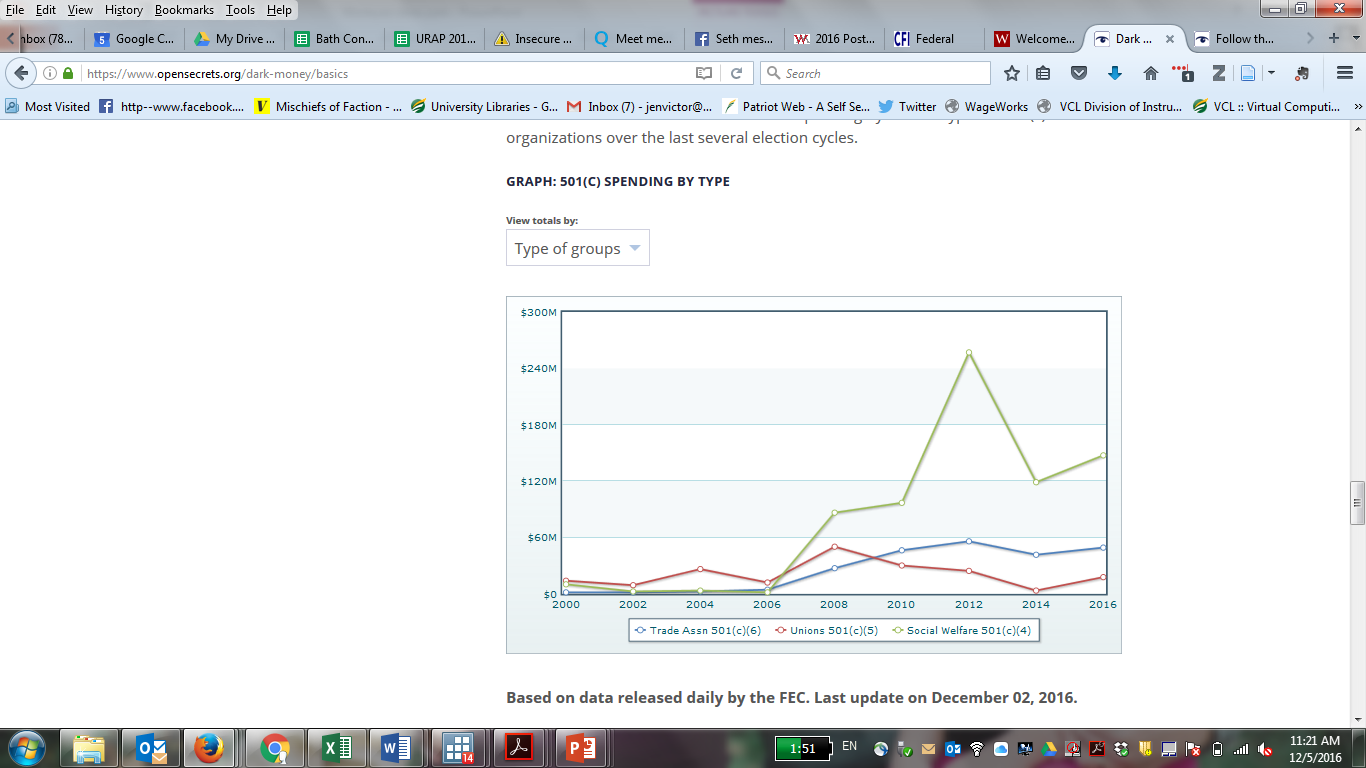 File Edit View History Bookmarks Tools Help
nbox (78... Google C... My Drive ... Bath Con... URAP 201... Insecure ... Meet me... Seth mes... 2016 Post... Federal Welcome... Dark ... Follow th...
https://www.opensecrets.org/dark-money/basics Search
Most Visited http--www.facebook.... Mischiefs of Faction - ... University Libraries - G... Inbox (7) - jenvictor@... Patriot Web - A Self Se... Twitter WageWorks VCL Division of Instru... VCL :: Virtual Computi...
organizations over the last several election cycles.
GRAPH: 501(C) SPENDING BY TYPE
View totals by:
Type of groups
$300M
$240M
$180M
$120M
$60M
$0
2000 2002 2004 2006 2008 2010 2012 2014 2016
Trade Assn 501(c)(6) Unions 501(c)(5) Social Welfare 501(c)(4)
Based on data released daily by the FEC. Last update on December 02, 2016.
1:51 EN 11:21 AM
12/5/2016